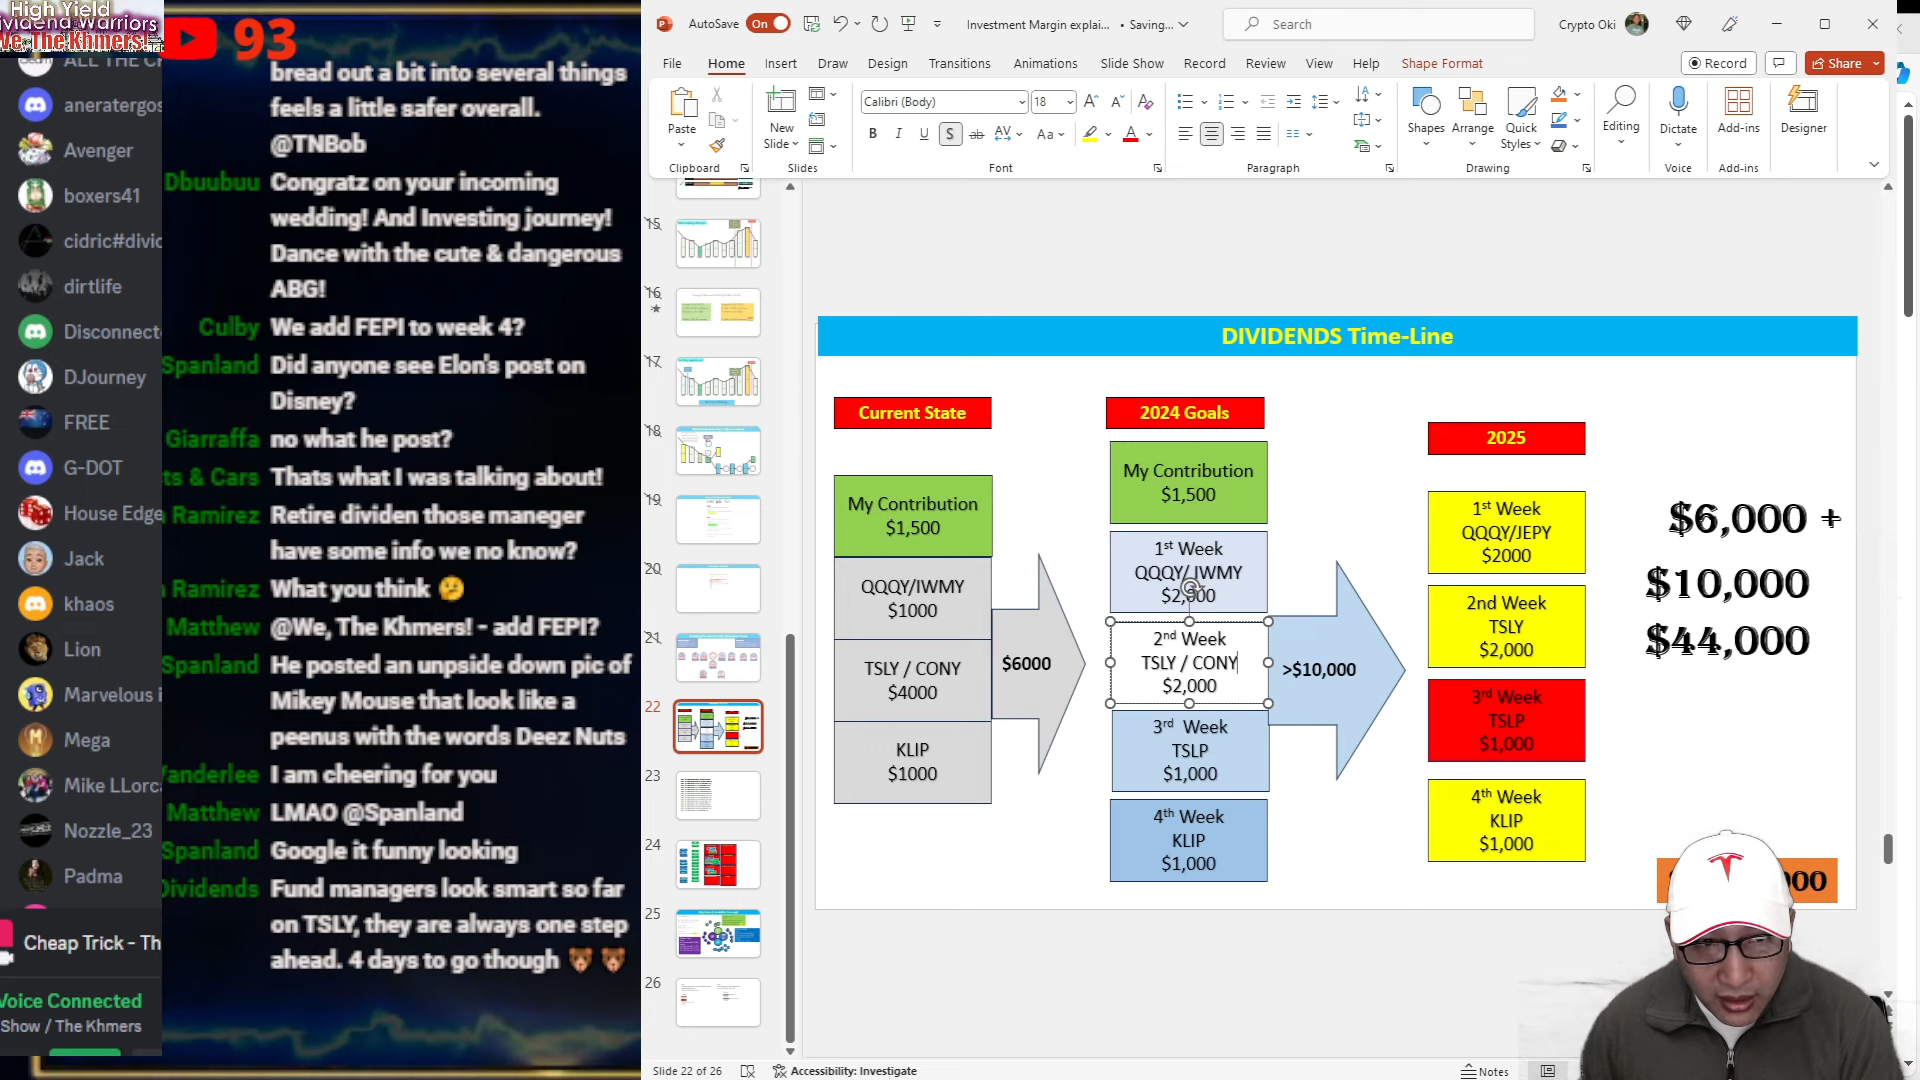 High Yield
Dividend Warriors
We, The Khmers!
93
ALL THE
aneratergos
Avenger
boxers41
cidric#divid
dirtlife
Disconnect
DJourney
FREE
G-DOT
House Edge
Jack
khaos
Lion
Marvelous
Mega
Mike LLorca
Nozzle_23
Padma
Cheap Trick - Th
Voice Connected
Show / The Khmers
bread out a bit into several things
feels a little safer overall.
@TNBob
Dbuubuu Congratz on your incoming
wedding! And Investing journey!
Dance with the cute & dangerous
ABG!
Culby We add FEPI to week 4?
Spanland Did anyone see Elon's post on
Disney?
Giarraffa no what he post?
ts & Cars Thats what I was talking about!
Ramirez Retire dividen those maneger
have some info we no know?
Ramirez What you think 🤔
Matthew @We, The Khmers! - add FEPI?
Spanland He posted an unpside down pic of
Mikey Mouse that look like a
peenus with the words Deez Nuts
Vanderlee I am cheering for you
Matthew LMAO @Spanland
Spanland Google it funny looking
Dividends Fund managers look smart so far
on TSLY, they are always one step
ahead. 4 days to go though 🐻 🐻
AutoSave On
Investment Margin explai... • Saving...
Search
Crypto Oki
File Home Insert Draw Design Transitions Animations Slide Show Record Review View Help Shape Format
Record
Share
Paste
New
Slide
Calibri (Body) 18
B I U S ab AV Aa A
Shapes Arrange Quick
Styles
Editing
Dictate
Add-ins
Designer
Clipboard Slides Font Paragraph Drawing Voice Add-ins
15
16
17
18
19
20
21
22
23
24
25
26
DIVIDENDS Time-Line
Current State
My Contribution
$1,500
QQQY/IWMY
$1000
TSLY / CONY
$4000
KLIP
$1000
$6000
2024 Goals
My Contribution
$1,500
1st Week
QQQY/ IWMY
$2,000
2nd Week
TSLY / CONY
$2,000
3rd Week
TSLP
$1,000
4th Week
KLIP
$1,000
>$10,000
2025
1st Week
QQQY/JEPY
$2000
2nd Week
TSLY
$2,000
3rd Week
TSLP
$1,000
4th Week
KLIP
$1,000
$6,000 +
$10,000
$44,000
Slide 22 of 26
Accessibility: Investigate
Notes